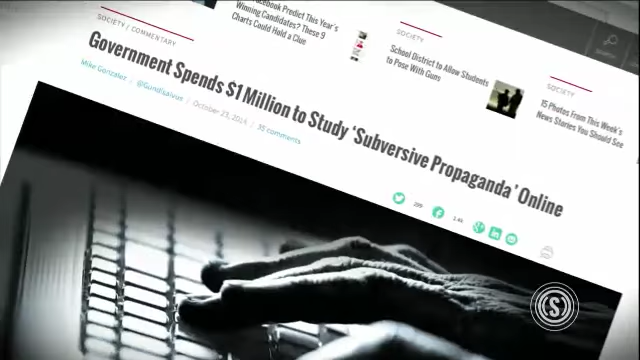 Facebook Predict This Year's
Winning Candidates? These 9
Charts Could Hold a Clue
SOCIETY
School District to Allow Students
to Pose With Guns
SOCIETY
15 Photos From This Week's
News Stories You Should See
SOCIETY / COMMENTARY
Government Spends $1 Million to Study 'Subversive Propaganda' Online
Mike Gonzalez / @Gundisalvus / October 23, 2014 / 35 comments
S